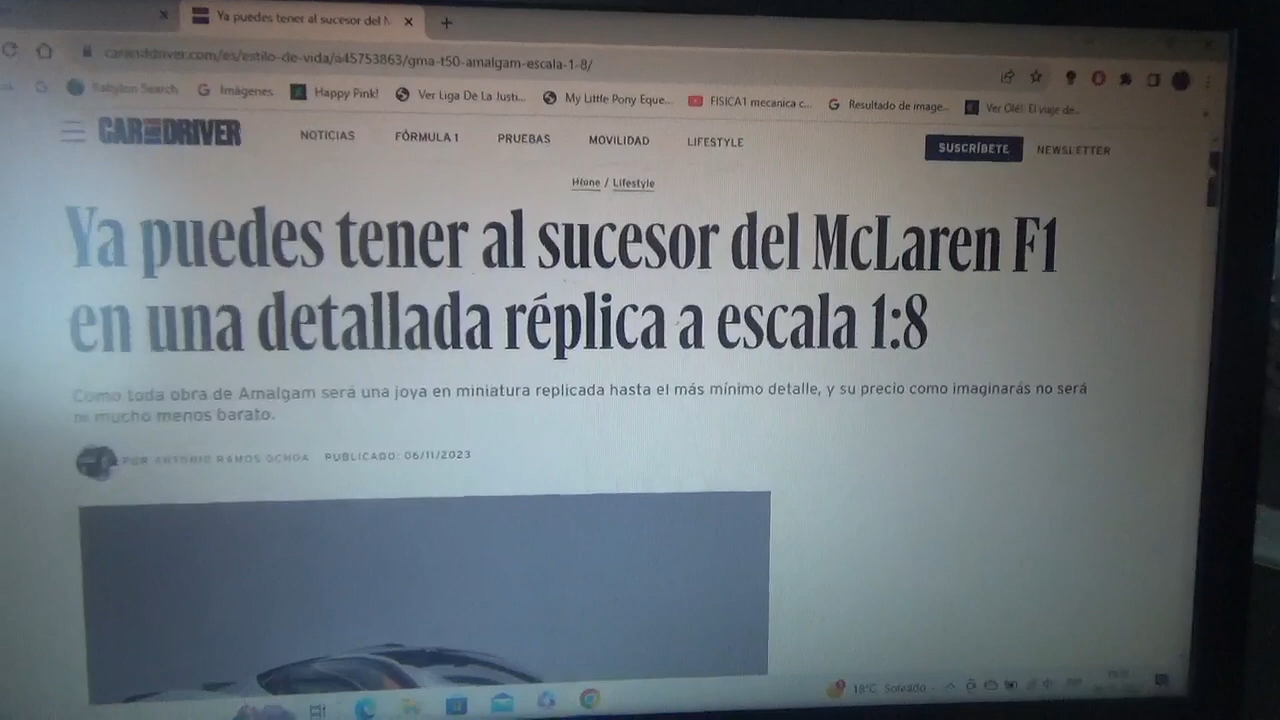 Ya puedes tener al sucesor del M
caranddriver.com/es/estilo-de-vida/a45753863/gma-t50-amalgam-escala-1-8/
Babylon Search Imágenes Happy Pink! Ver Liga De La Justi... My Little Pony Eque... FISICA1 mecanica c... Resultado de image... Ver Olé! El viaje de...
CAR AND DRIVER NOTICIAS FÓRMULA 1 PRUEBAS MOVILIDAD LIFESTYLE SUSCRÍBETE NEWSLETTER
Home / Lifestyle
Ya puedes tener al sucesor del McLaren F1
en una detallada réplica a escala 1:8
Como toda obra de Amalgam será una joya en miniatura replicada hasta el más mínimo detalle, y su precio como imaginarás no será
ni mucho menos barato.
POR ANTONIO RAMOS OCHOA PUBLICADO: 06/11/2023
18°C Soleado